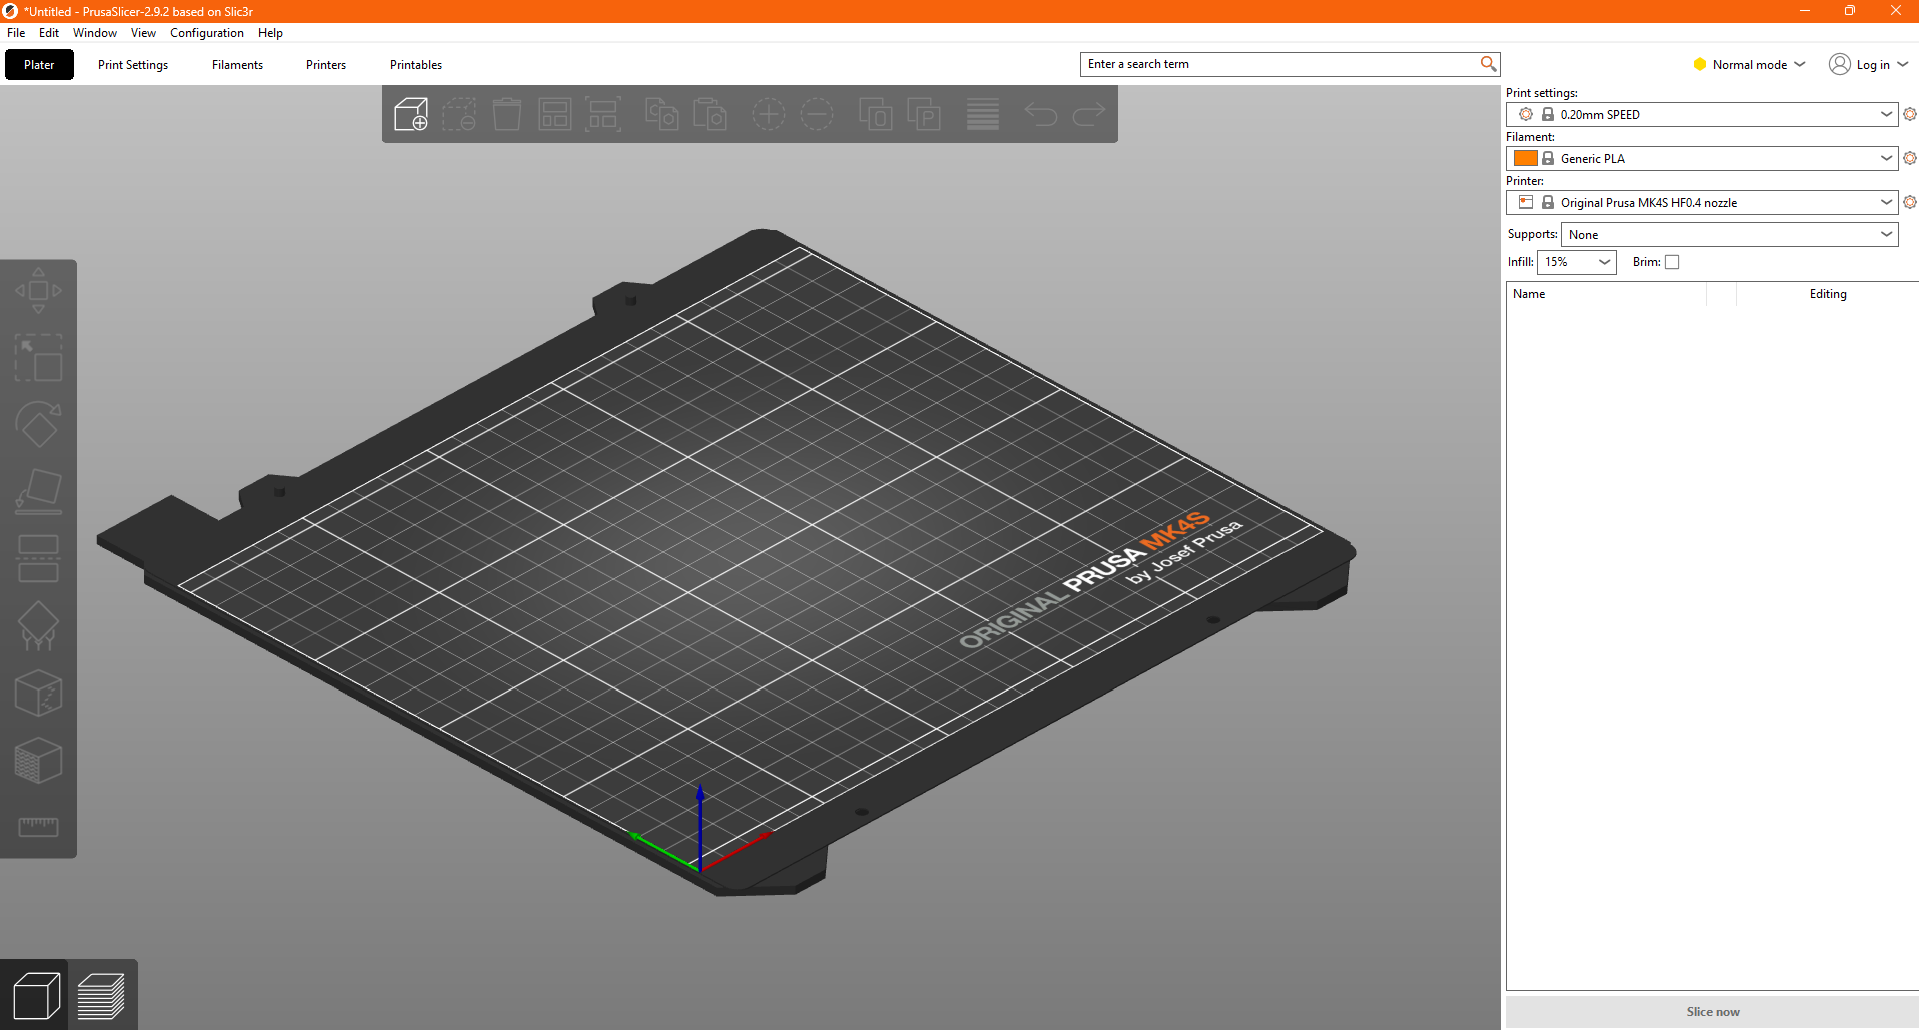 *Untitled - PrusaSlicer-2.9.2 based on Slic3r
File Edit Window View Configuration Help
Plater Print Settings Filaments Printers Printables Enter a search term Normal mode Log in
Print settings:
0.20mm SPEED
Filament:
Generic PLA
Printer:
Original Prusa MK4S HF0.4 nozzle
Supports: None
Infill: 15% Brim:
Name Editing
ORIGINAL PRUSA MK4S
by Josef Prusa
Slice now